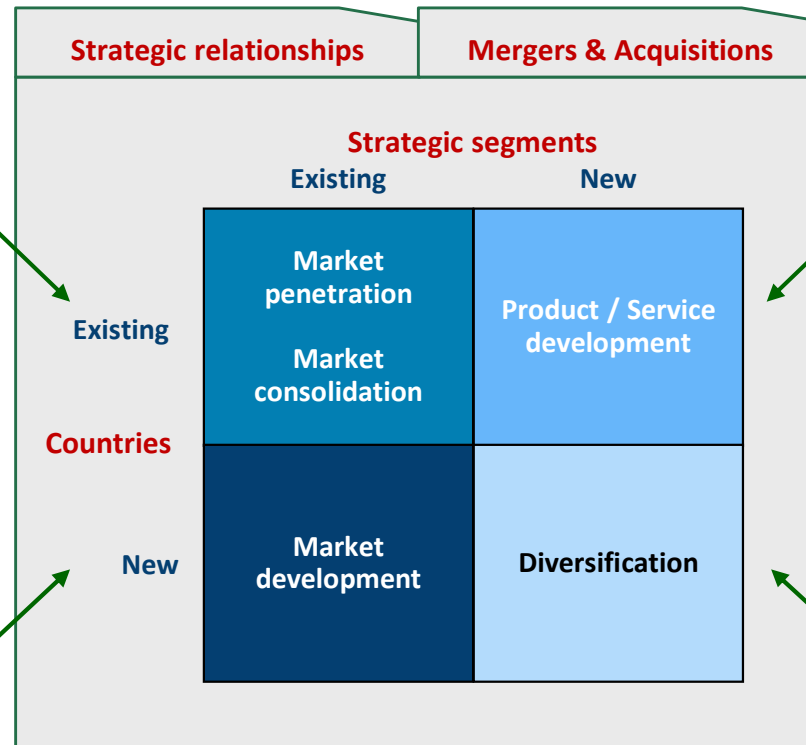 Strategic relationships
Mergers & Acquisitions
Strategic segments
Existing
New
Market
penetration
Market
consolidation
Product / Service
development
Existing
Countries
New
Market
development
Diversification